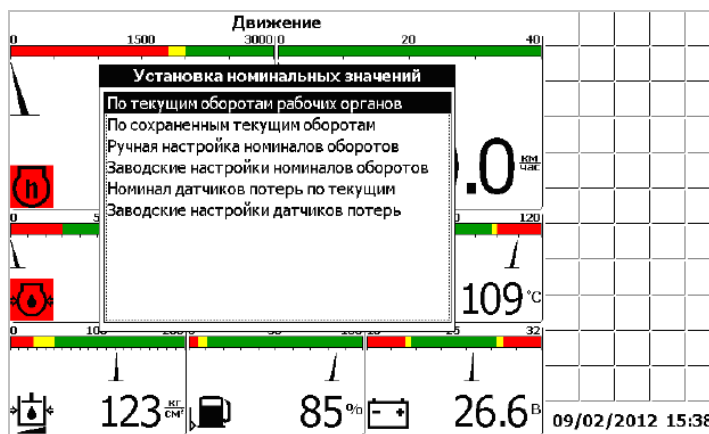 Движение
0 1500 3000 0 20 40
Установка номинальных значений
По текущим оборотам рабочих органов
По сохраненным текущим оборотам
Ручная настройка номиналов оборотов
Заводские настройки номиналов оборотов
Номинал датчиков потерь по текущим
Заводские настройки датчиков потерь
.0 км/час
h
0 5 0 120
109 °C
0 32
123 кг/см²
85 %
26.6 В
09/02/2012 15:38